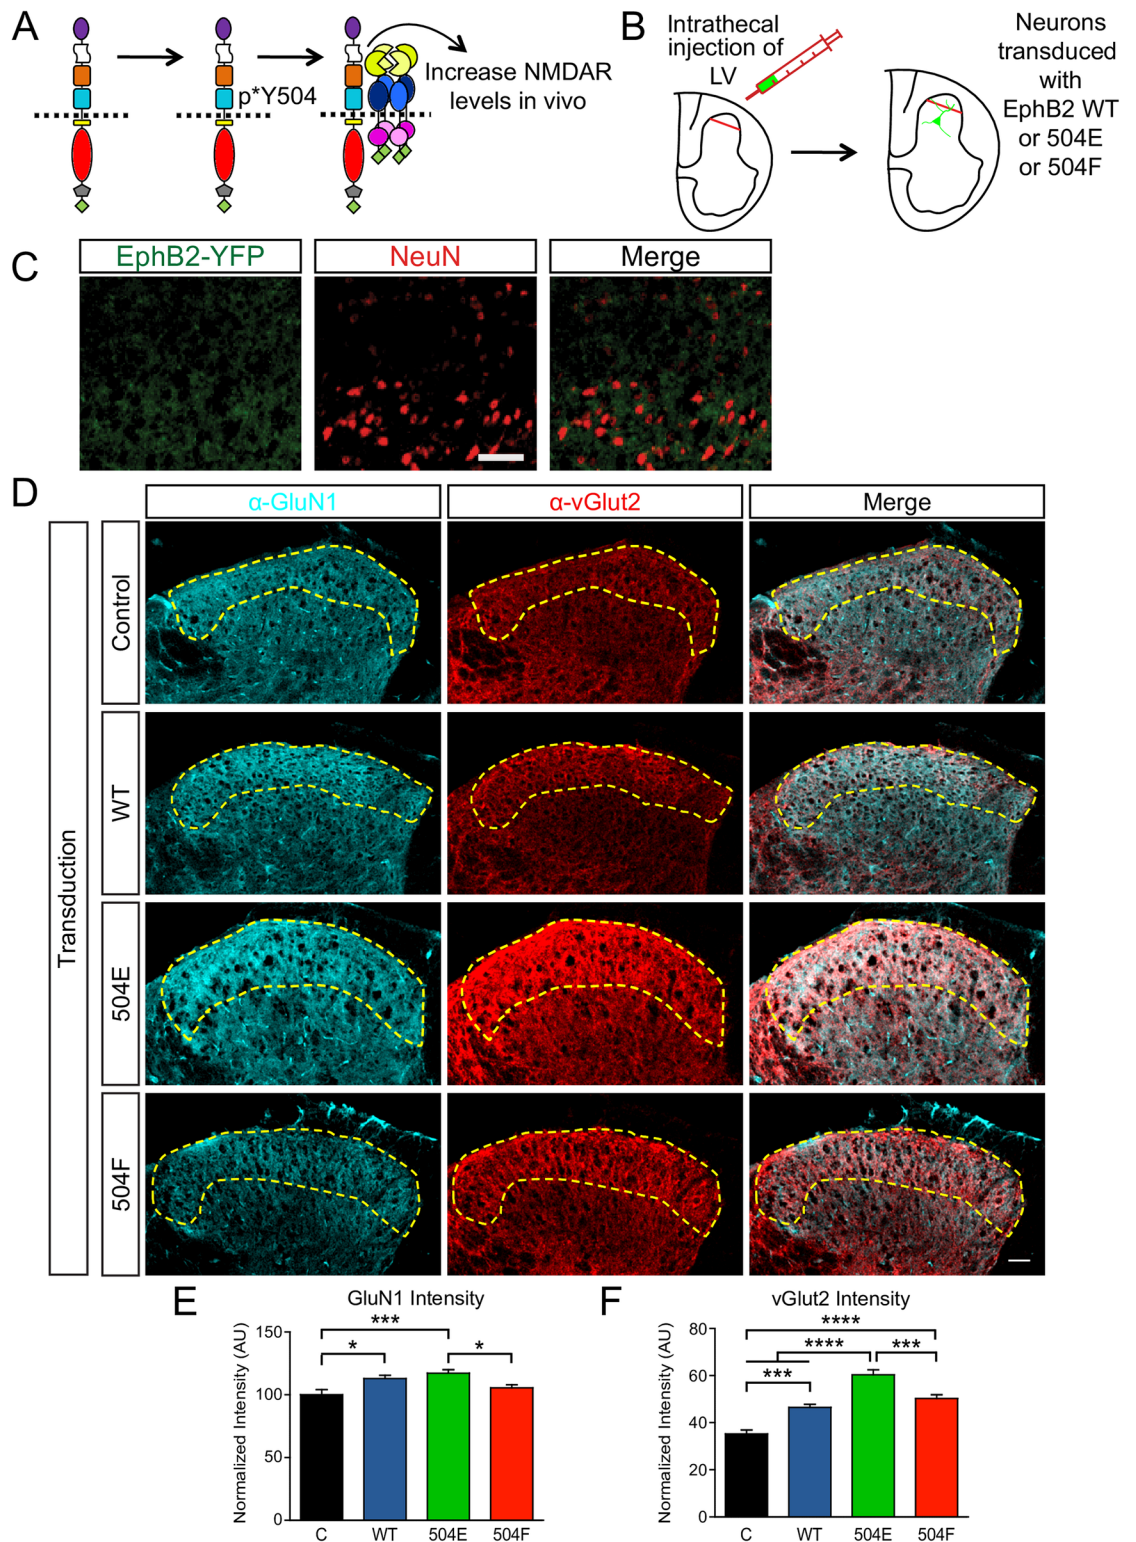 A
p*Y504
Increase NMDAR
levels in vivo
B
Intrathecal
injection of
LV
Neurons
transduced
with
EphB2 WT
or 504E
or 504F
C
EphB2-YFP
NeuN
Merge
D
α-GluN1
α-vGlut2
Merge
Transduction
Control
WT
504E
504F
E
GluN1 Intensity
Normalized Intensity (AU)
150
100
50
0
***
*
*
C
WT
504E
504F
F
vGlut2 Intensity
Normalized Intensity (AU)
80
60
40
20
0
****
****
***
***
C
WT
504E
504F